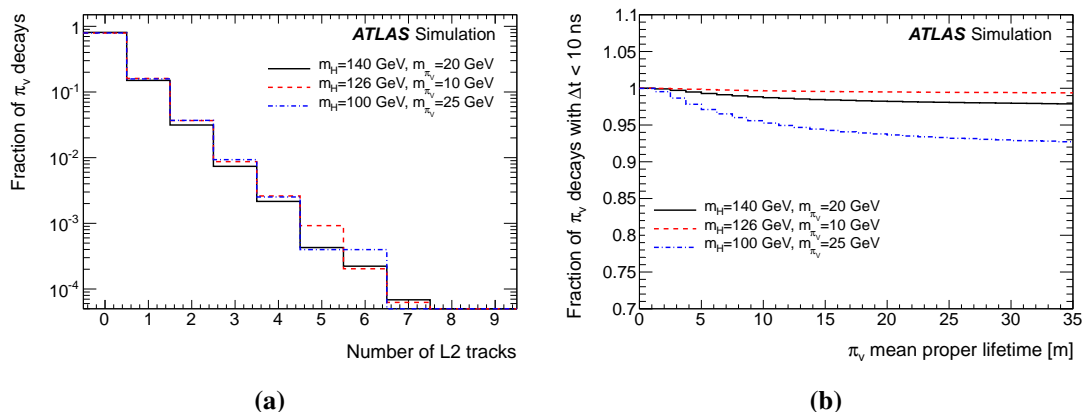 Fraction of πᵥ decays
1
10⁻¹
10⁻²
10⁻³
10⁻⁴
ATLAS Simulation
m_H=140 GeV, m_πᵥ=20 GeV
m_H=126 GeV, m_πᵥ=10 GeV
m_H=100 GeV, m_πᵥ=25 GeV
0 1 2 3 4 5 6 7 8 9
Number of L2 tracks
(a)
Fraction of πᵥ decays with Δt < 10 ns
1.1
1.05
1
0.95
0.9
0.85
0.8
0.75
0.7
ATLAS Simulation
m_H=140 GeV, m_πᵥ=20 GeV
m_H=126 GeV, m_πᵥ=10 GeV
m_H=100 GeV, m_πᵥ=25 GeV
0 5 10 15 20 25 30 35
πᵥ mean proper lifetime [m]
(b)